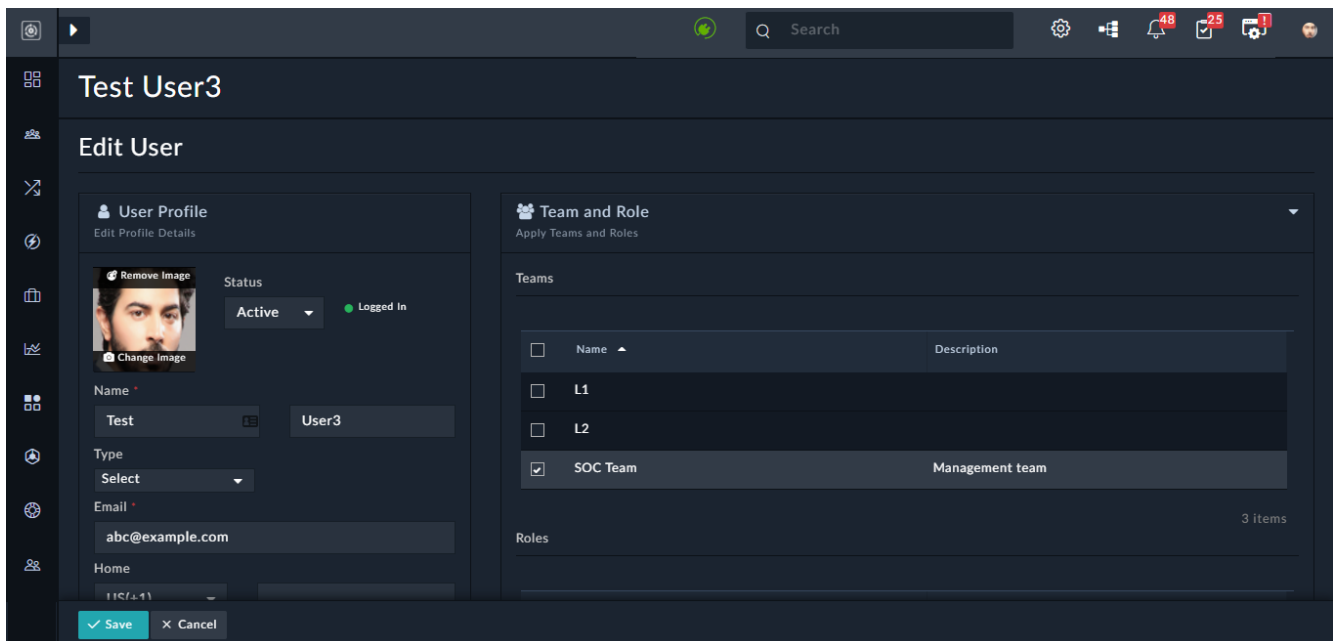 Search
48
25
!
Test User3
Edit User
User Profile
Edit Profile Details
Remove Image
Change Image
Status
Active
Logged In
Name *
Test
User3
Type
Select
Email *
abc@example.com
Home
US(+1)
Team and Role
Apply Teams and Roles
Teams
Name Description
L1
L2
SOC Team Management team
3 items
Roles
Save
Cancel